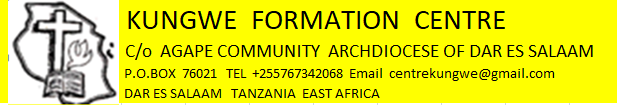 KUNGWE FORMATION CENTRE
C/o AGAPE COMMUNITY ARCHDIOCESE OF DAR ES SALAAM
P.O.BOX 76021 TEL +255767342068 Email centrekungwe@gmail.com
DAR ES SALAAM TANZANIA EAST AFRICA